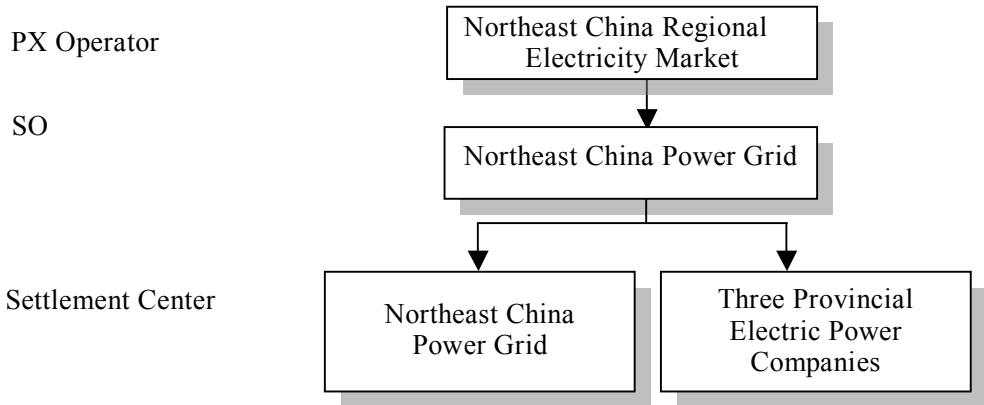 PX Operator
Northeast China Regional
Electricity Market
SO
Northeast China Power Grid
Settlement Center
Northeast China
Power Grid
Three Provincial
Electric Power
Companies